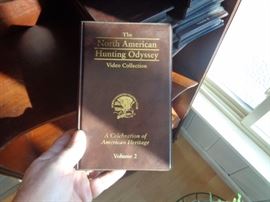 The
North American
Hunting Odyssey
Video Collection
A Celebration of
American Heritage
Volume 2